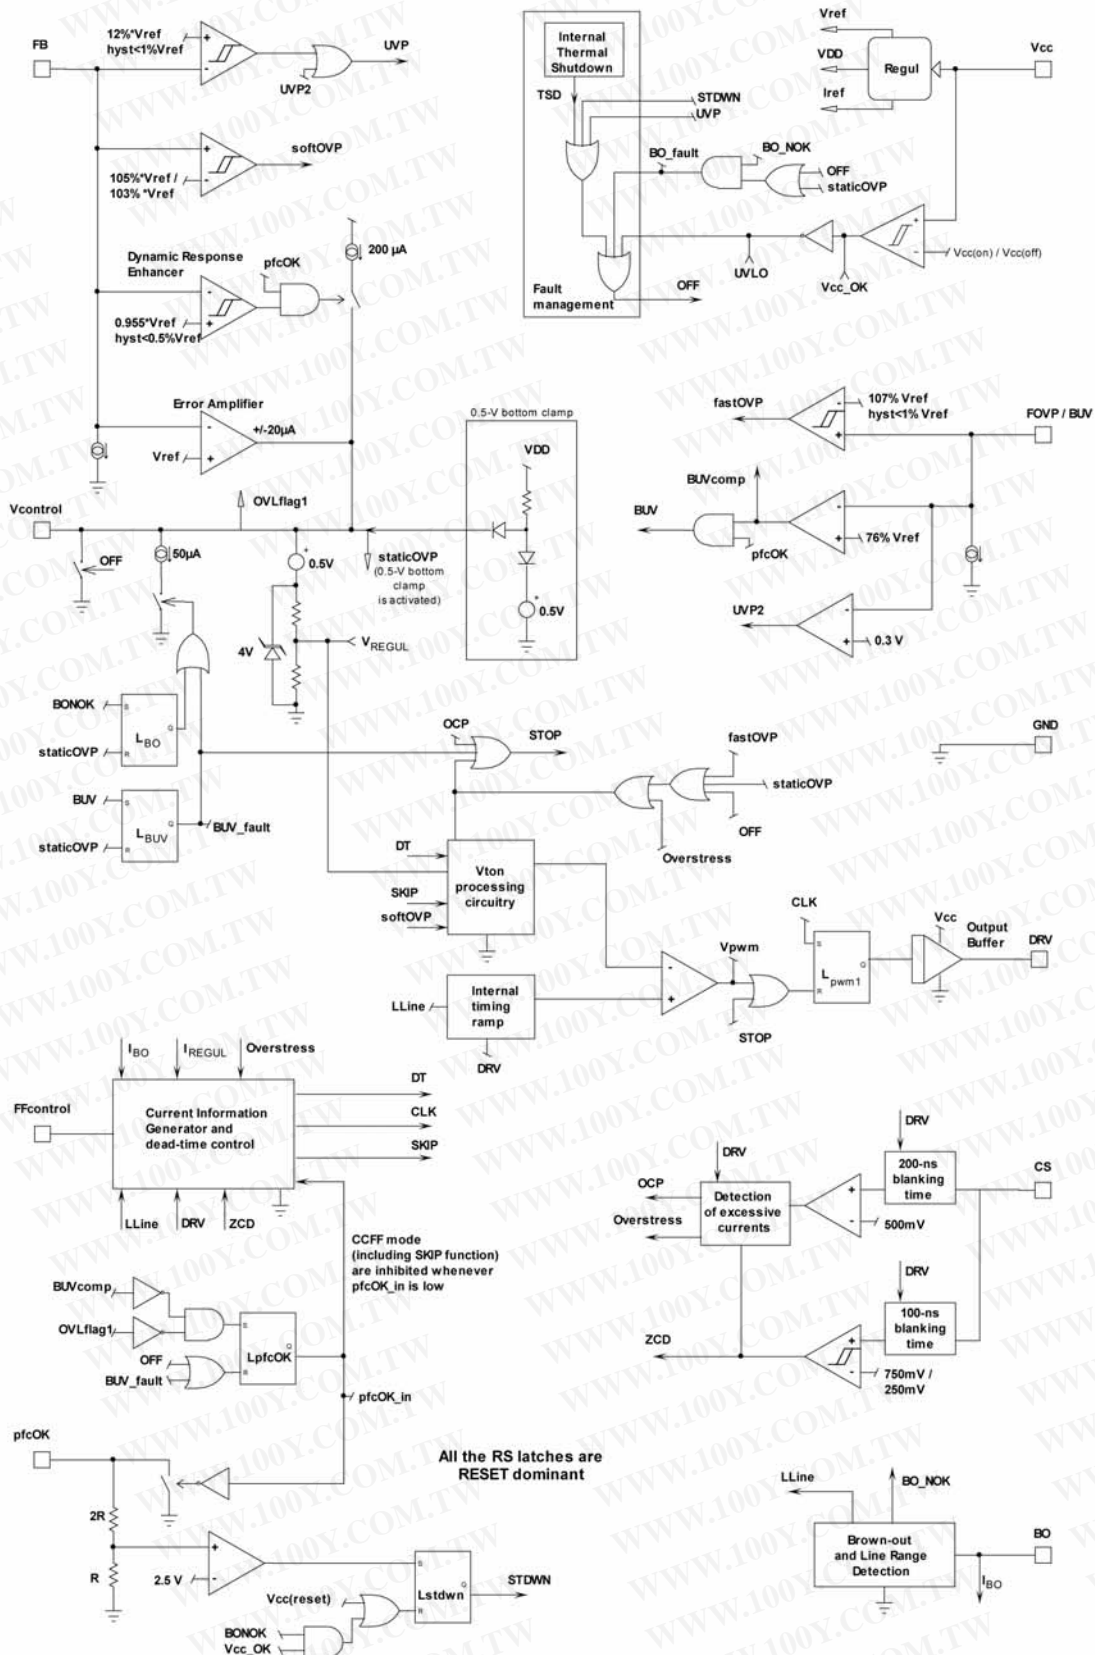 12%*Vref
hyst<1%Vref
FB
UVP
UVP2
softOVP
105%*Vref /
103% *Vref
200 µA
Dynamic Response
Enhancer
pfcOK
0.955*Vref
hyst<0.5%Vref
Error Amplifier
+/-20µA
Vref
Internal
Thermal
Shutdown
TSD
STDWN
UVP
BO_fault
BO_NOK
OFF
staticOVP
UVLO
Vcc_OK
Vcc(on) / Vcc(off)
OFF
Fault
management
Vref
VDD
Iref
Regul
Vcc
0.5-V bottom clamp
VDD
0.5V
fastOVP
107% Vref
hyst<1% Vref
FOVP / BUV
BUVcomp
BUV
pfcOK
76% Vref
UVP2
0.3 V
Vcontrol
OVLflag1
OFF
50µA
0.5V
staticOVP
(0.5-V bottom
clamp
is activated)
4V
VREGUL
BONOK
staticOVP
S
R
Q
LBO
BUV
staticOVP
S
R
Q
LBUV
BUV_fault
OCP
STOP
fastOVP
staticOVP
OFF
Overstress
GND
DT
SKIP
softOVP
Vton
processing
circuitry
LLine
Internal
timing
ramp
DRV
Vpwm
STOP
CLK
S
R
Q
Lpwm1
Vcc
Output
Buffer
DRV
IBO
IREGUL
Overstress
FFcontrol
Current Information
Generator and
dead-time control
DT
CLK
SKIP
LLine
DRV
ZCD
CCFF mode
(including SKIP function)
are inhibited whenever
pfcOK_in is low
BUVcomp
OVLflag1
OFF
BUV_fault
S
R
Q
LpfcOK
pfcOK_in
DRV
OCP
Overstress
Detection
of excessive
currents
DRV
200-ns
blanking
time
CS
500mV
DRV
100-ns
blanking
time
ZCD
750mV /
250mV
pfcOK
2R
R
2.5 V
All the RS latches are
RESET dominant
Vcc(reset)
BONOK
Vcc_OK
S
R
Q
Lstdwn
STDWN
LLine
BO_NOK
Brown-out
and Line Range
Detection
BO
IBO
WWW.100Y.COM.TW